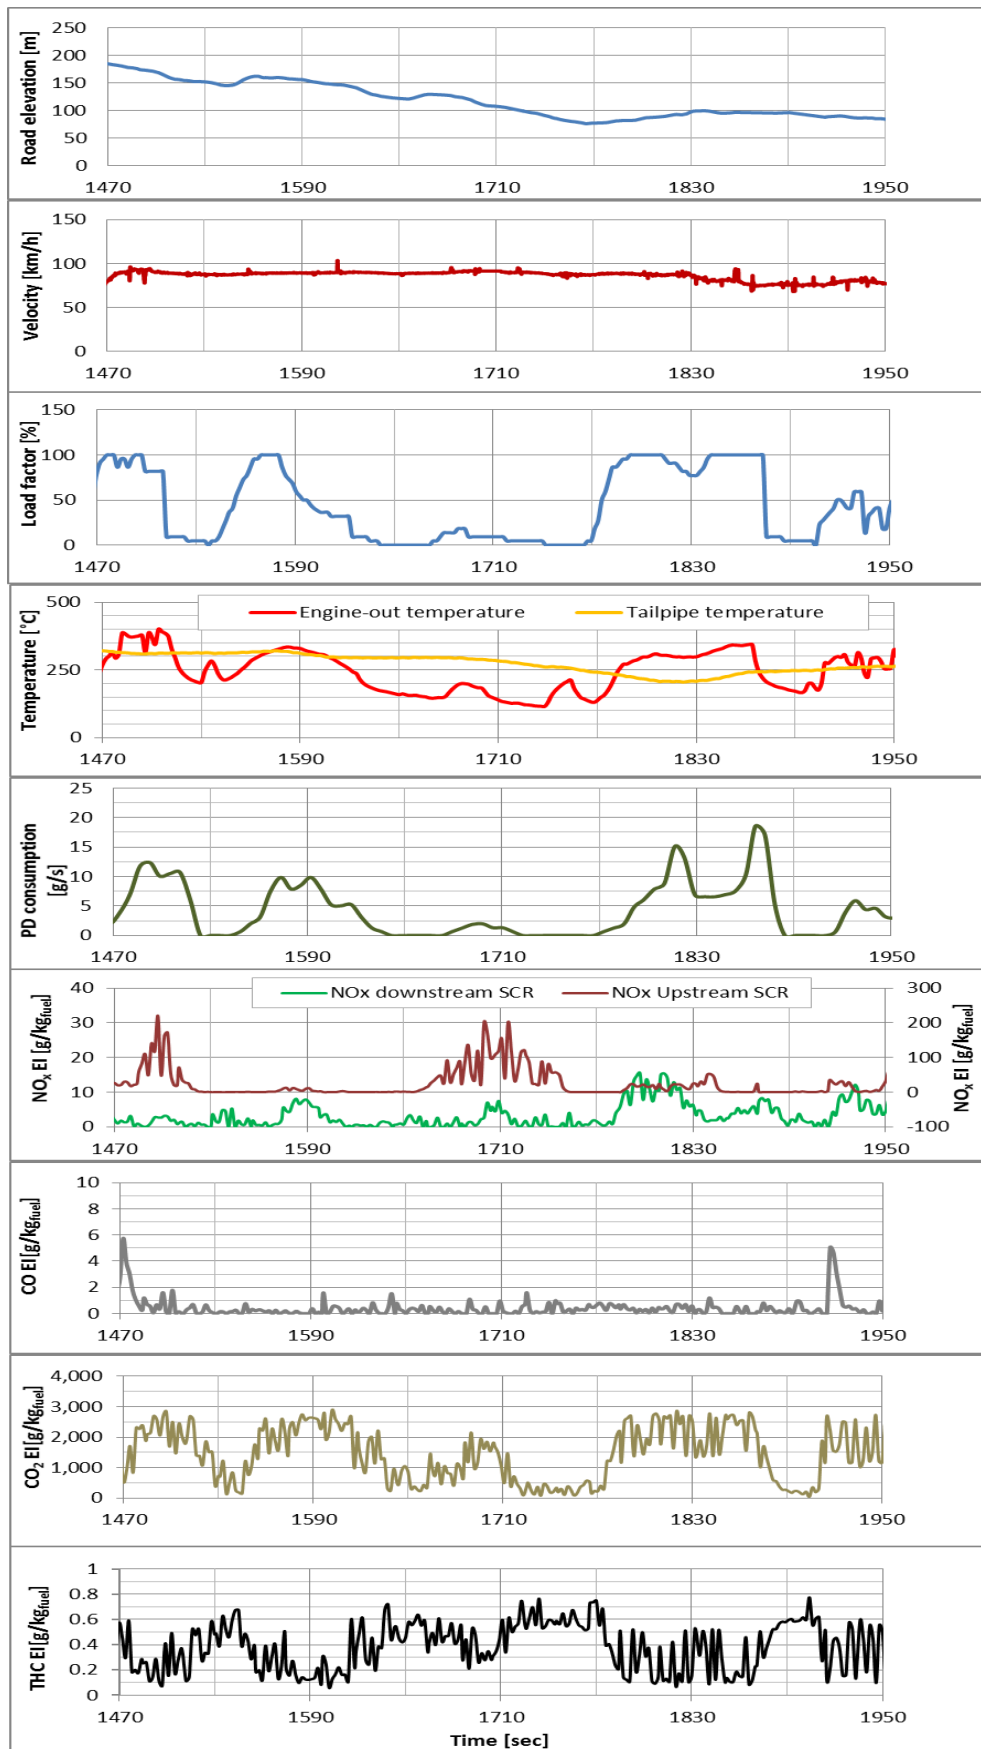 Road elevation [m]
250
200
150
100
50
0
1470 1590 1710 1830 1950
Velocity [km/h]
150
100
50
0
1470 1590 1710 1830 1950
Load factor [%]
150
100
50
0
1470 1590 1710 1830 1950
Temperature [°C]
500
250
0
Engine-out temperature Tailpipe temperature
1470 1590 1710 1830 1950
PD consumption
[g/s]
25
20
15
10
5
0
1470 1590 1710 1830 1950
NOx EI [g/kgfuel]
40
30
20
10
0
NOx downstream SCR NOx Upstream SCR
300
200
100
0
-100
NOx EI [g/kgfuel]
1470 1590 1710 1830 1950
CO EI[g/kgfuel]
10
8
6
4
2
0
1470 1590 1710 1830 1950
CO2 EI[g/kgfuel]
4,000
3,000
2,000
1,000
0
1470 1590 1710 1830 1950
THC EI[g/kgfuel]
1
0.8
0.6
0.4
0.2
0
1470 1590 1710 1830 1950
Time [sec]